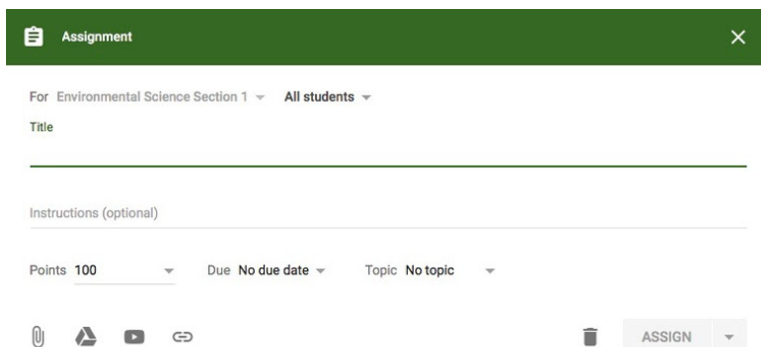 Assignment
For Environmental Science Section 1 All students
Title
Instructions (optional)
Points 100 Due No due date Topic No topic
ASSIGN